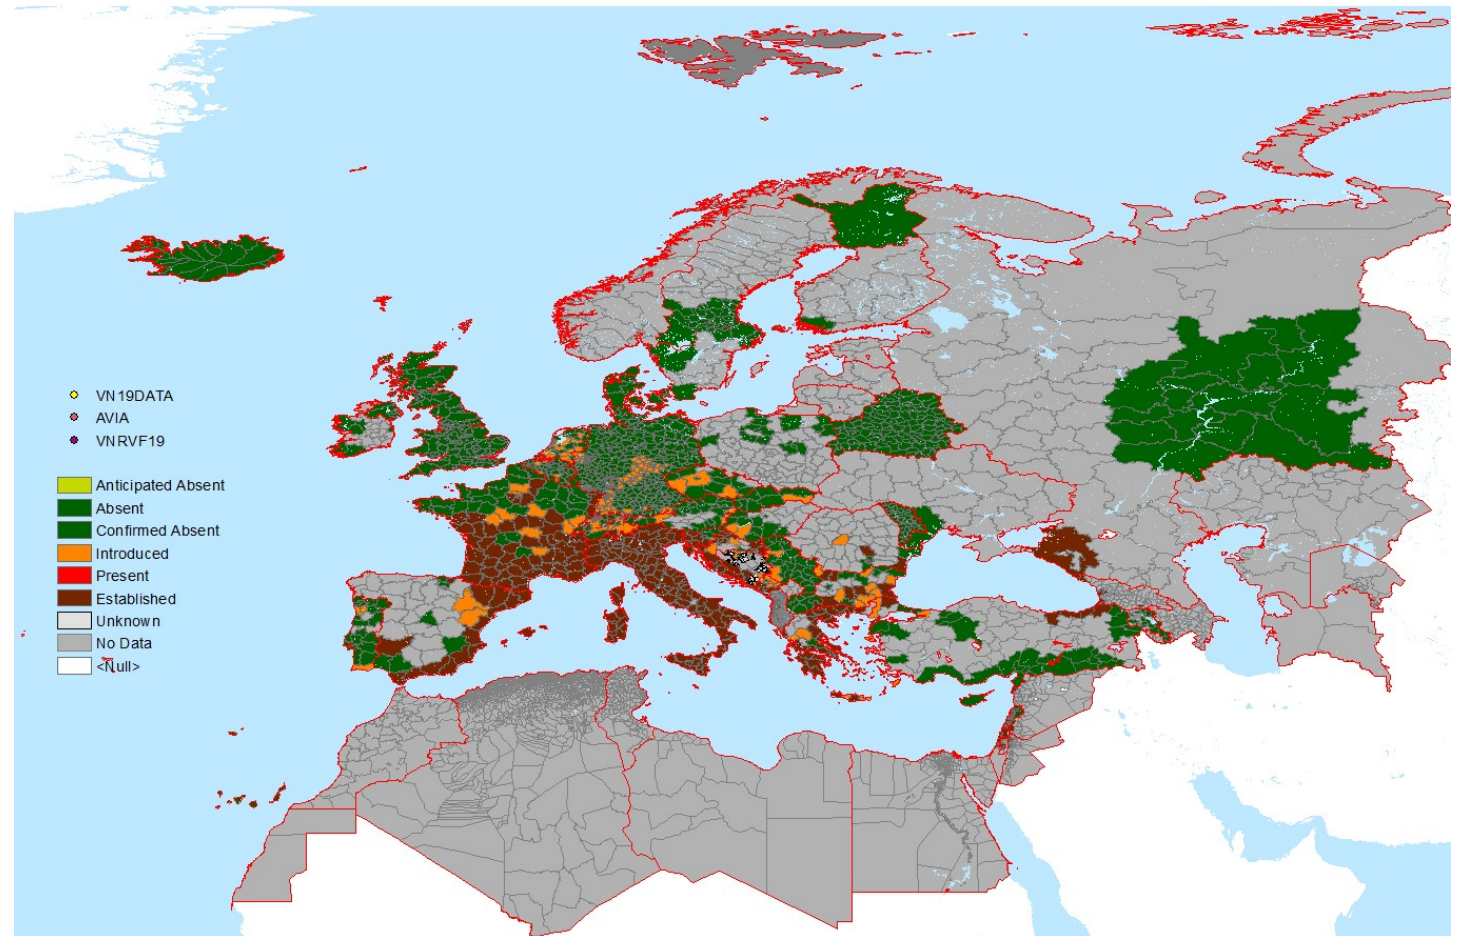 VN19DATA
AVIA
VNRVF19
Anticipated Absent
Absent
Confirmed Absent
Introduced
Present
Established
Unknown
No Data
<Null>